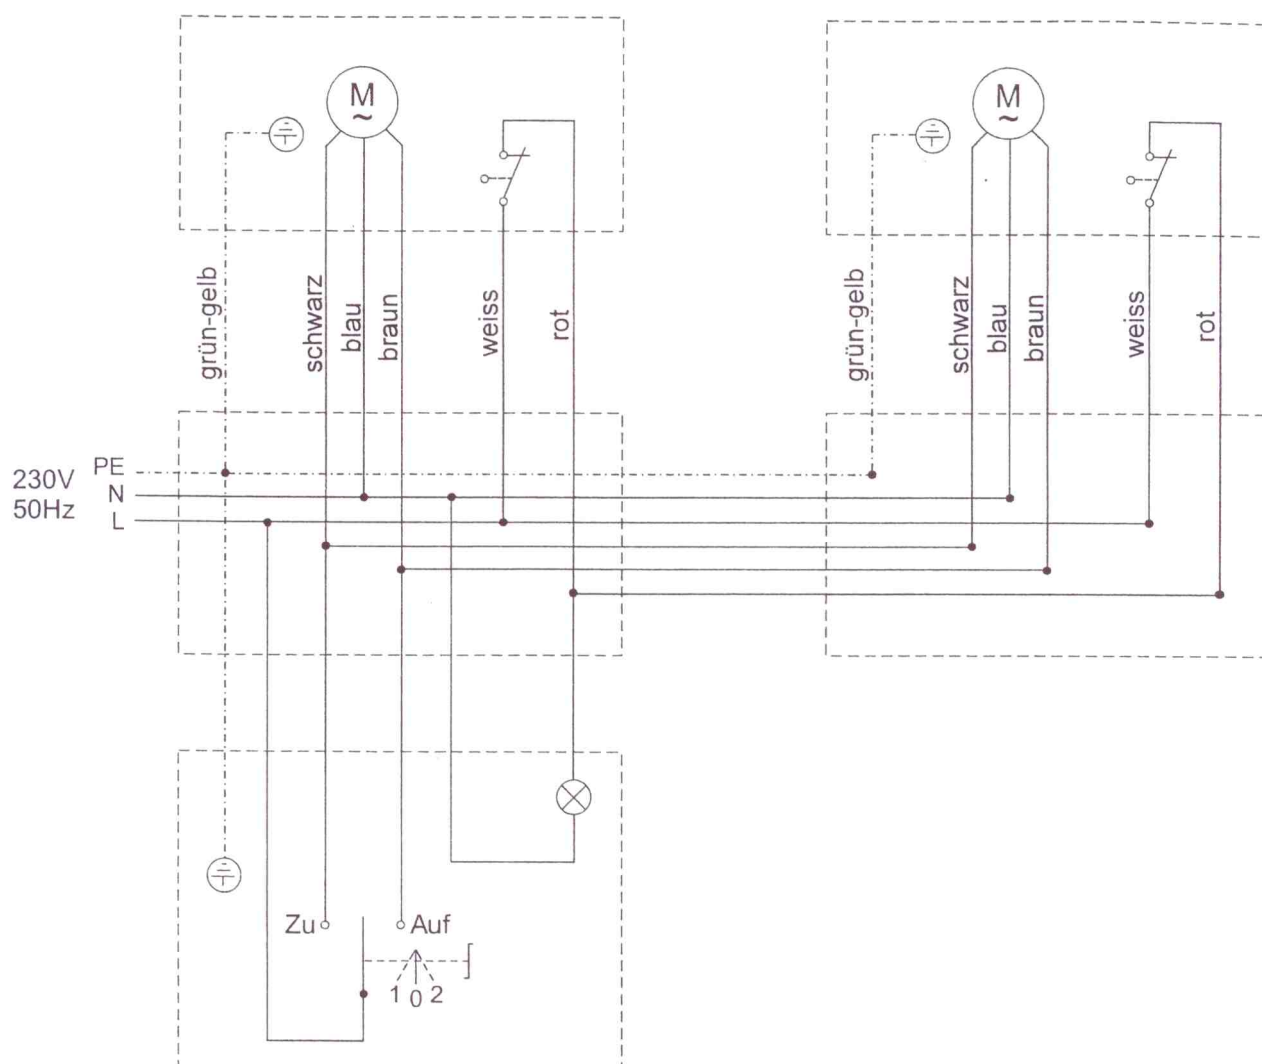 M
~
M
~
grün-gelb
schwarz
blau
braun
weiss
rot
grün-gelb
schwarz
blau
braun
weiss
rot
230V
50Hz
PE
N
L
Zu
Auf
1 0 2